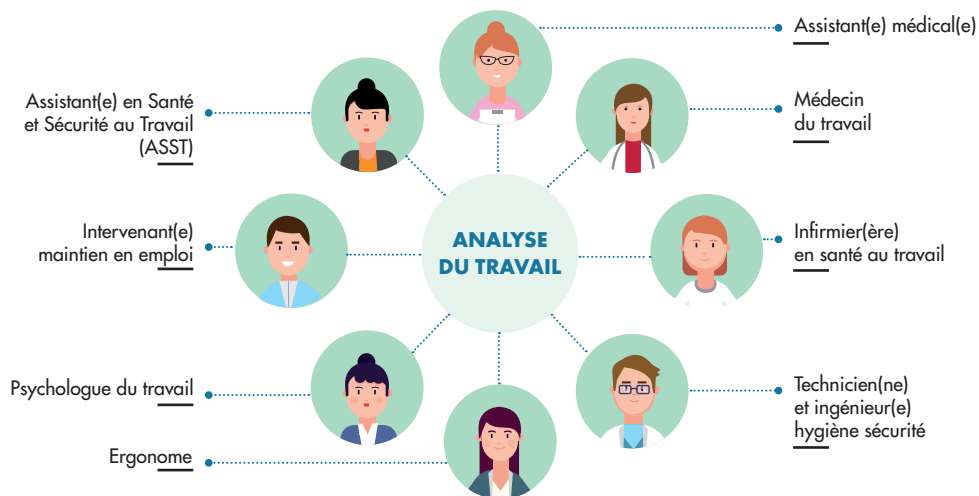 Assistant(e) médical(e)
Médecin
du travail
Infirmier(ère)
en santé au travail
Technicien(ne)
et ingénieur(e)
hygiène sécurité
Ergonome
Psychologue du travail
Intervenant(e)
maintien en emploi
Assistant(e) en Santé
et Sécurité au Travail
(ASST)
ANALYSE
DU TRAVAIL